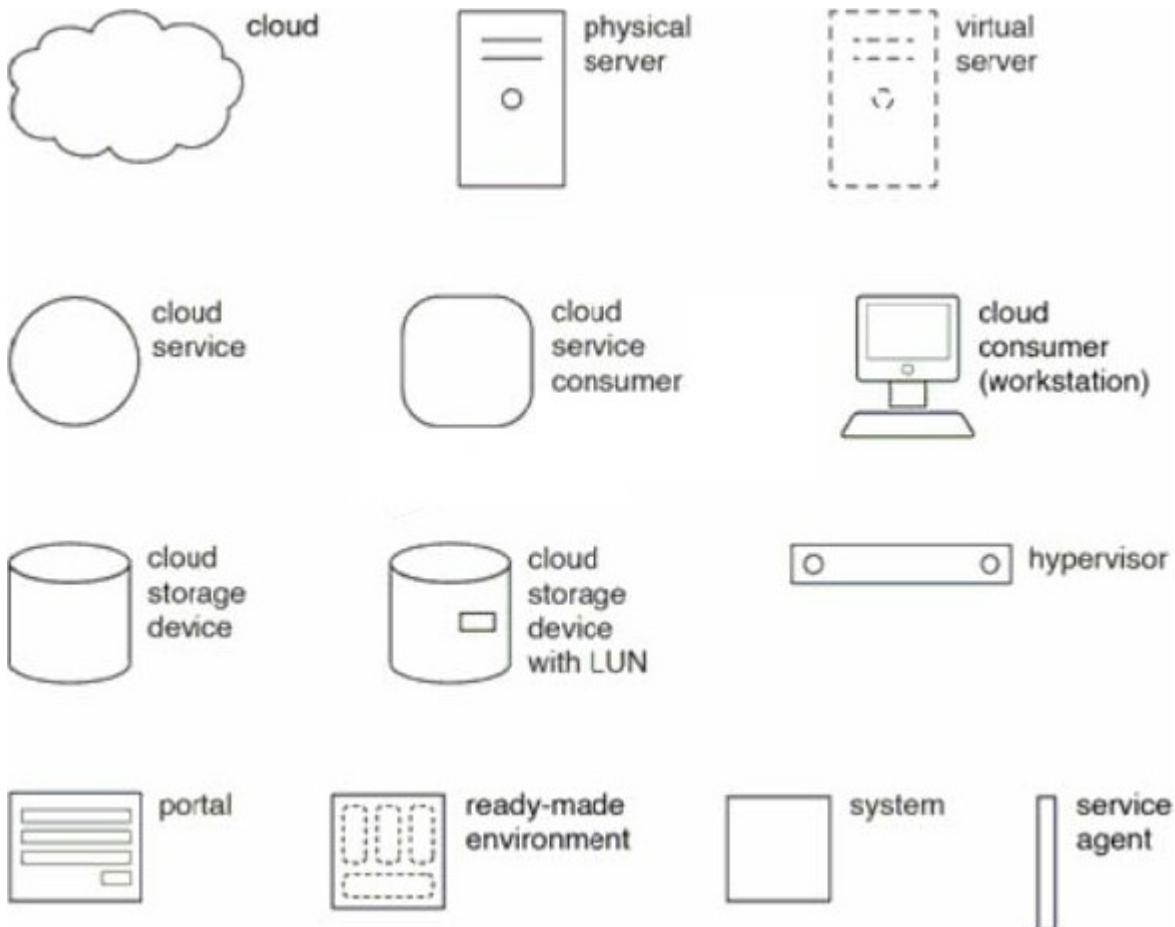 cloud
physical
server
virtual
server
cloud
service
cloud
service
consumer
cloud
consumer
(workstation)
cloud
storage
device
cloud
storage
device
with LUN
hypervisor
portal
ready-made
environment
system
service
agent